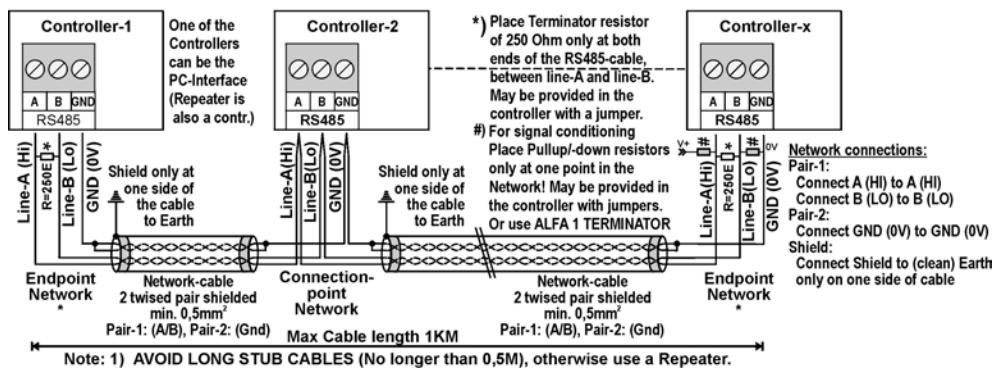 Controller-1
A B GND
RS485
One of the
Controllers
can be the
PC-Interface
(Repeater is
also a contr.)
Controller-2
A B GND
RS485
*) Place Terminator resistor
of 250 Ohm only at both
ends of the RS485-cable,
between line-A and line-B.
May be provided in the
controller with a jumper.
#) For signal conditioning
Place Pullup/-down resistors
only at one point in the
Network! May be provided in
the controller with jumpers.
Or use ALFA 1 TERMINATOR
Controller-x
A B GND
RS485
Line-A (Hi)
R=250E *
Line-B (Lo)
GND (0V)
Shield only at
one side of
the cable
to Earth
Line-A(Hi)
Line-B(Lo)
GND (0V)
Shield only at
one side of
the cable
to Earth
V+ # * # 0V
Line-A(Hi)
R=250E
Line-B(Lo)
GND (0V)
Network connections:
Pair-1:
Connect A (HI) to A (HI)
Connect B (LO) to B (LO)
Pair-2:
Connect GND (0V) to GND (0V)
Shield:
Connect Shield to (clean) Earth
only on one side of cable
Endpoint
Network
*
Network-cable
2 twised pair shielded
min. 0,5mm²
Pair-1: (A/B), Pair-2: (Gnd)
Connection-
point
Network
Network-cable
2 twised pair shielded
min. 0,5mm²
Pair-1: (A/B), Pair-2: (Gnd)
Endpoint
Network
*
Max Cable length 1KM
Note: 1) AVOID LONG STUB CABLES (No longer than 0,5M), otherwise use a Repeater.